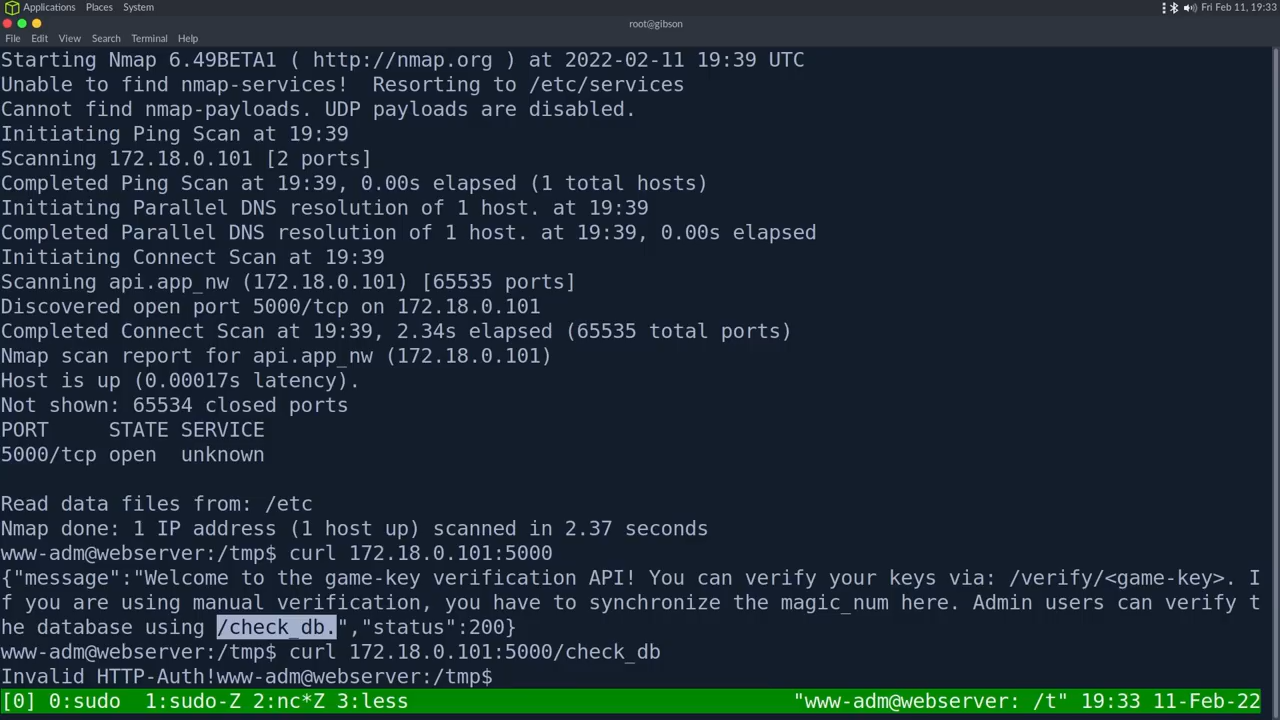 Applications Places System Fri Feb 11, 19:33
root@gibson
File Edit View Search Terminal Help
Starting Nmap 6.49BETA1 ( http://nmap.org ) at 2022-02-11 19:39 UTC
Unable to find nmap-services!  Resorting to /etc/services
Cannot find nmap-payloads. UDP payloads are disabled.
Initiating Ping Scan at 19:39
Scanning 172.18.0.101 [2 ports]
Completed Ping Scan at 19:39, 0.00s elapsed (1 total hosts)
Initiating Parallel DNS resolution of 1 host. at 19:39
Completed Parallel DNS resolution of 1 host. at 19:39, 0.00s elapsed
Initiating Connect Scan at 19:39
Scanning api.app_nw (172.18.0.101) [65535 ports]
Discovered open port 5000/tcp on 172.18.0.101
Completed Connect Scan at 19:39, 2.34s elapsed (65535 total ports)
Nmap scan report for api.app_nw (172.18.0.101)
Host is up (0.00017s latency).
Not shown: 65534 closed ports
PORT     STATE SERVICE
5000/tcp open  unknown
Read data files from: /etc
Nmap done: 1 IP address (1 host up) scanned in 2.37 seconds
www-adm@webserver:/tmp$ curl 172.18.0.101:5000
{"message":"Welcome to the game-key verification API! You can verify your keys via: /verify/<game-key>. I
f you are using manual verification, you have to synchronize the magic_num here. Admin users can verify t
he database using /check_db.","status":200}
www-adm@webserver:/tmp$ curl 172.18.0.101:5000/check_db
Invalid HTTP-Auth!www-adm@webserver:/tmp$
[0] 0:sudo  1:sudo-Z 2:nc*Z 3:less "www-adm@webserver: /t" 19:33 11-Feb-22